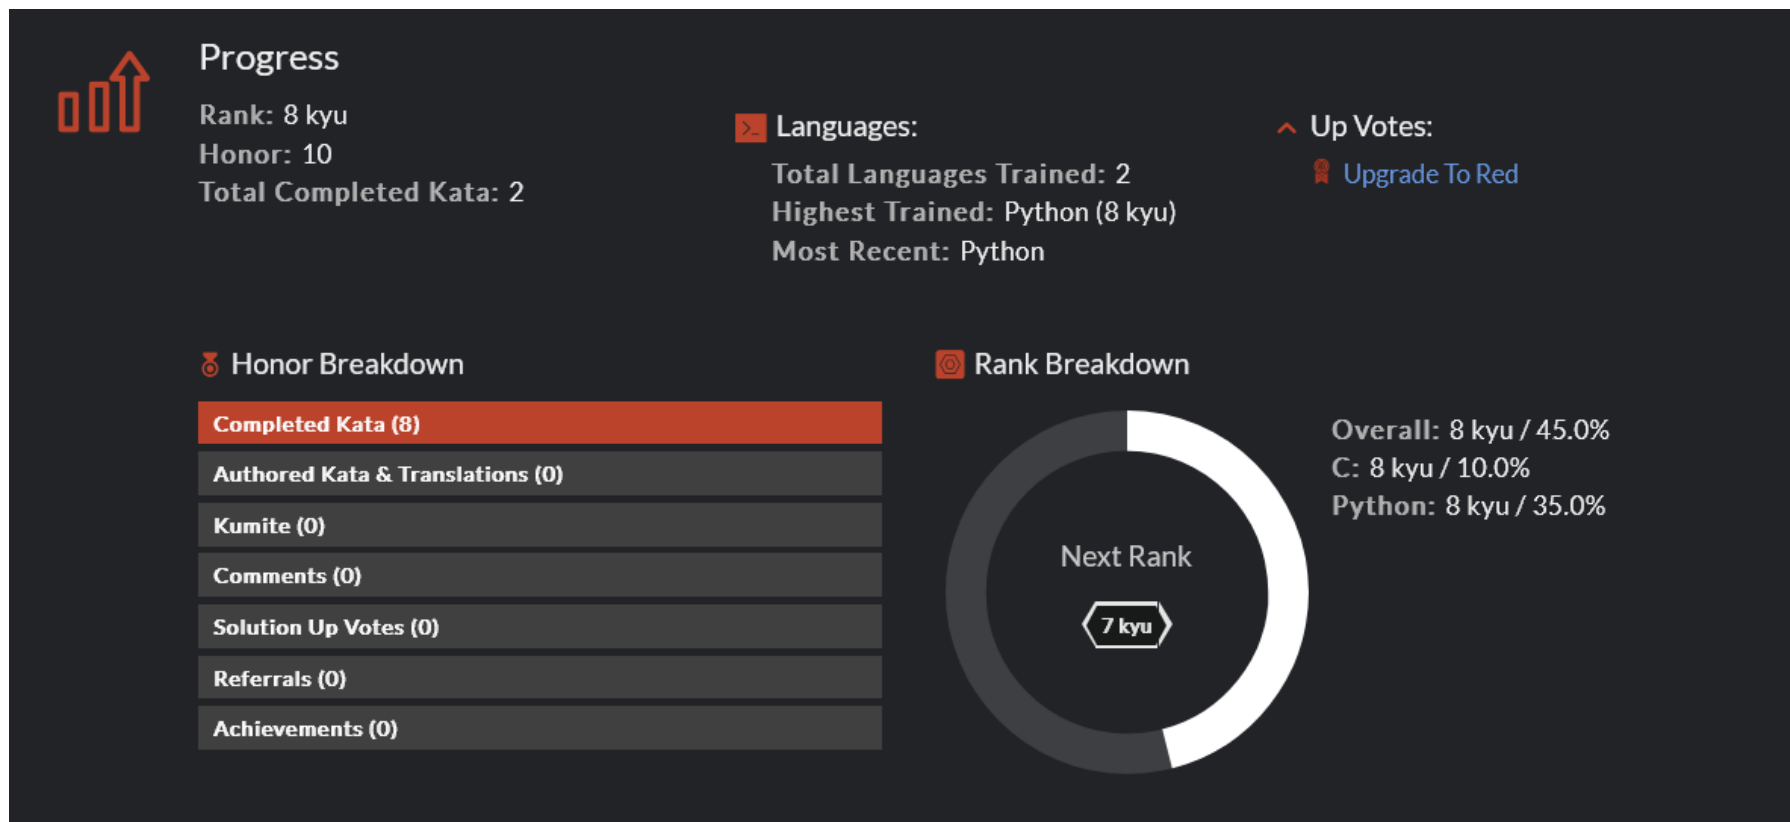 Progress
Rank: 8 kyu
Honor: 10
Total Completed Kata: 2
Languages:
Total Languages Trained: 2
Highest Trained: Python (8 kyu)
Most Recent: Python
Up Votes:
Upgrade To Red
Honor Breakdown
Completed Kata (8)
Authored Kata & Translations (0)
Kumite (0)
Comments (0)
Solution Up Votes (0)
Referrals (0)
Achievements (0)
Rank Breakdown
Next Rank
7 kyu
Overall: 8 kyu / 45.0%
C: 8 kyu / 10.0%
Python: 8 kyu / 35.0%